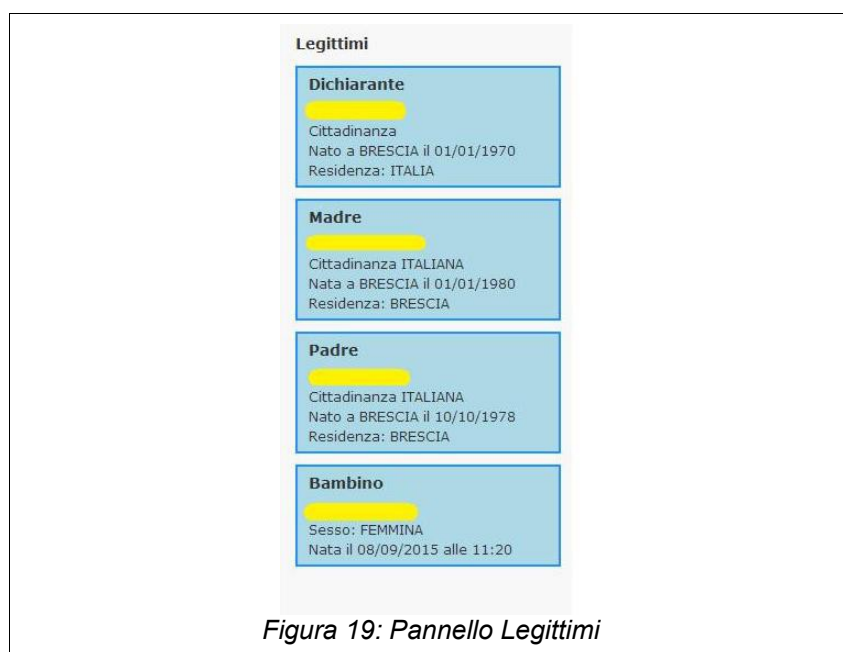 Legittimi
Dichiarante
Cittadinanza
Nato a BRESCIA il 01/01/1970
Residenza: ITALIA
Madre
Cittadinanza ITALIANA
Nata a BRESCIA il 01/01/1980
Residenza: BRESCIA
Padre
Cittadinanza ITALIANA
Nato a BRESCIA il 10/10/1978
Residenza: BRESCIA
Bambino
Sesso: FEMMINA
Nata il 08/09/2015 alle 11:20
Figura 19: Pannello Legittimi